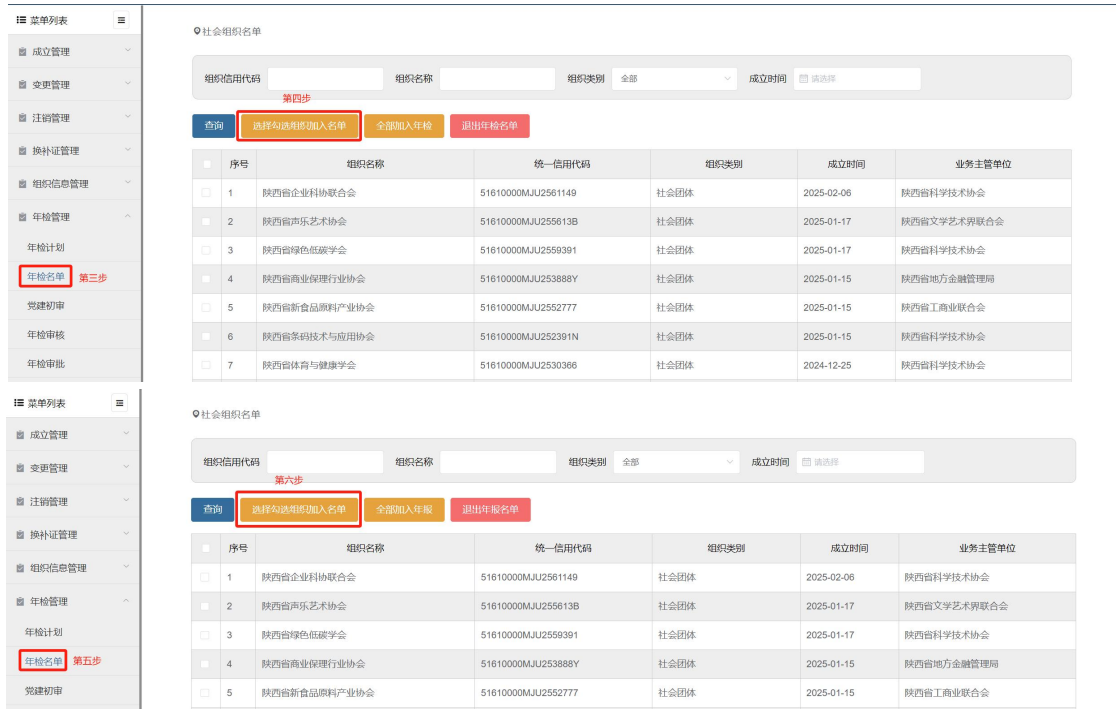 菜单列表
成立管理
变更管理
注销管理
换补证管理
组织信息管理
年检管理
年检计划
年检名单 第三步
党建初审
年检审核
年检审批
社会组织名单
组织信用代码 组织名称 组织类别 全部 成立时间 请选择
第四步
查询 选择勾选组织加入名单 全部加入年检 退出年检名单
序号 组织名称 统一信用代码 组织类别 成立时间 业务主管单位
1 陕西省企业科协联合会 51610000MJU2561149 社会团体 2025-02-06 陕西省科学技术协会
2 陕西省声乐艺术协会 51610000MJU255613B 社会团体 2025-01-17 陕西省文学艺术界联合会
3 陕西省绿色低碳学会 51610000MJU2559391 社会团体 2025-01-17 陕西省科学技术协会
4 陕西省商业保理行业协会 51610000MJU253888Y 社会团体 2025-01-15 陕西省地方金融管理局
5 陕西省新食品原料产业协会 51610000MJU2552777 社会团体 2025-01-15 陕西省工商业联合会
6 陕西省条码技术与应用协会 51610000MJU252391N 社会团体 2025-01-15 陕西省科学技术协会
7 陕西省体育与健康学会 51610000MJU2530366 社会团体 2024-12-25 陕西省科学技术协会
菜单列表
成立管理
变更管理
注销管理
换补证管理
组织信息管理
年检管理
年检计划
年检名单 第五步
党建初审
社会组织名单
组织信用代码 组织名称 组织类别 全部 成立时间 请选择
第六步
查询 选择勾选组织加入名单 全部加入年报 退出年报名单
序号 组织名称 统一信用代码 组织类别 成立时间 业务主管单位
1 陕西省企业科协联合会 51610000MJU2561149 社会团体 2025-02-06 陕西省科学技术协会
2 陕西省声乐艺术协会 51610000MJU255613B 社会团体 2025-01-17 陕西省文学艺术界联合会
3 陕西省绿色低碳学会 51610000MJU2559391 社会团体 2025-01-17 陕西省科学技术协会
4 陕西省商业保理行业协会 51610000MJU253888Y 社会团体 2025-01-15 陕西省地方金融管理局
5 陕西省新食品原料产业协会 51610000MJU2552777 社会团体 2025-01-15 陕西省工商业联合会